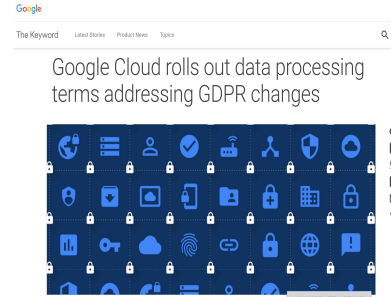 Google
The Keyword Latest Stories Product News Topics
Google Cloud rolls out data processing
terms addressing GDPR changes